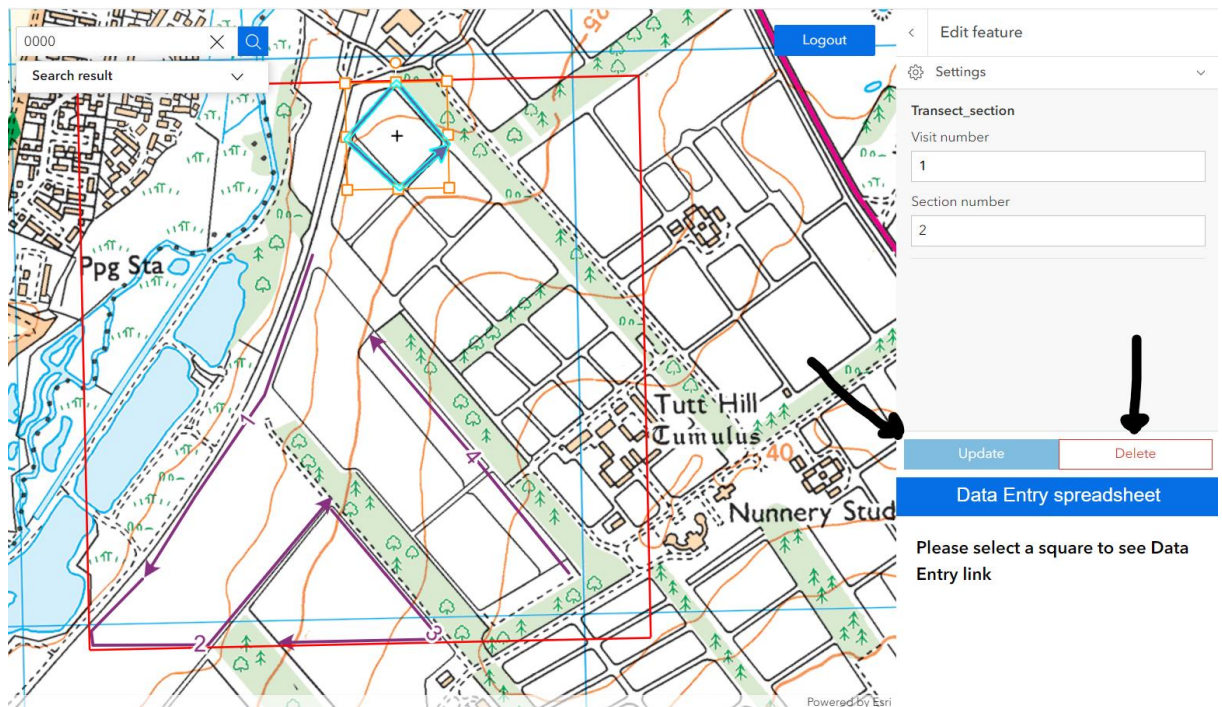 0000
Search result
Logout
Edit feature
Settings
Transect_section
Visit number
1
Section number
2
Update
Delete
Data Entry spreadsheet
Please select a square to see Data
Entry link
25
Ppg Sta
1
4
Tutt Hill
Tumulus
40
Nunnery Stud
2
3
Powered by Esri